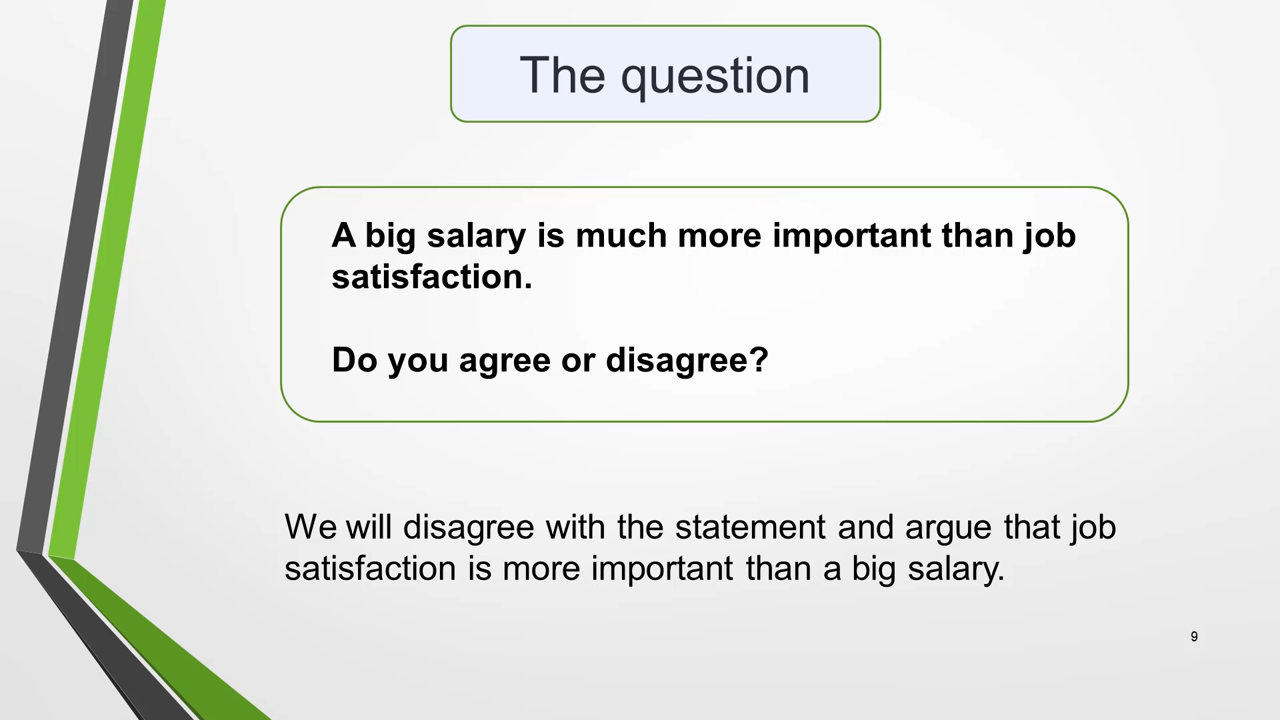 The question
A big salary is much more important than job
satisfaction.
Do you agree or disagree?
We will disagree with the statement and argue that job
satisfaction is more important than a big salary.
9